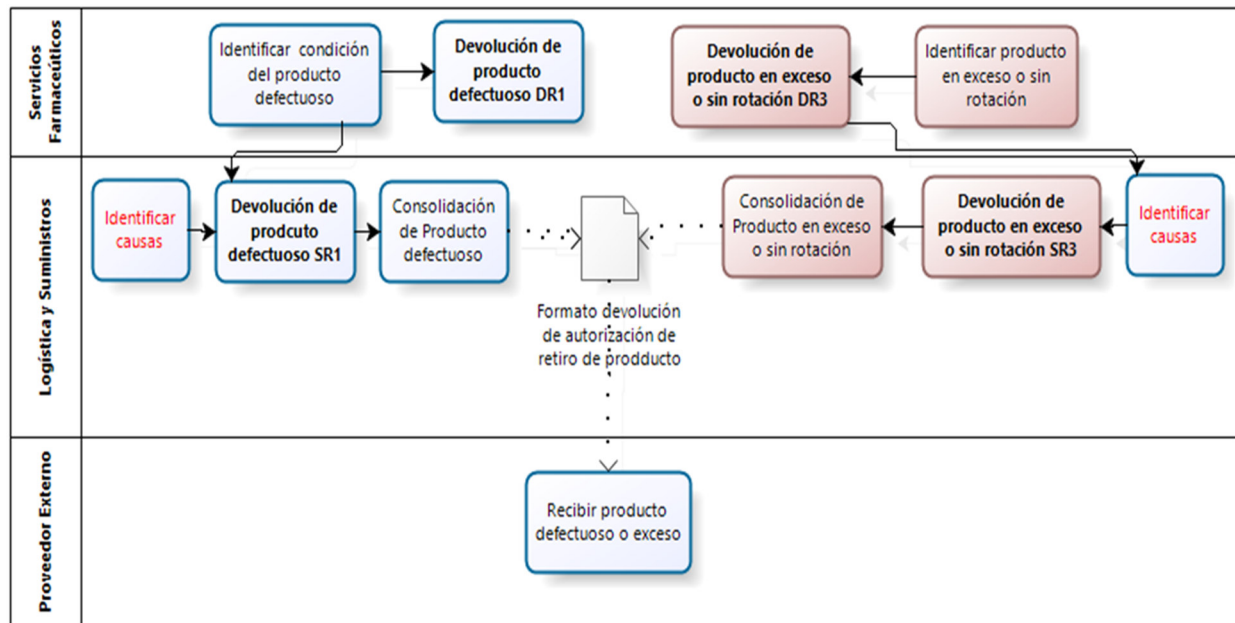 Servicios
Farmaceúticos
Identificar condición
del producto
defectuoso
Devolución de
producto
defectuoso DR1
Devolución de
producto en exceso
o sin rotación DR3
Identificar producto
en exceso o sin
rotación
Logística y Suministros
Identificar
causas
Devolución de
prodcuto
defectuoso SR1
Consolidación
de Producto
defectuoso
Formato devolución
de autorización de
retiro de prodducto
Consolidación de
Producto en exceso
o sin rotación
Devolución de
producto en exceso
o sin rotación SR3
Identificar
causas
Proveedor Externo
Recibir producto
defectuoso o exceso